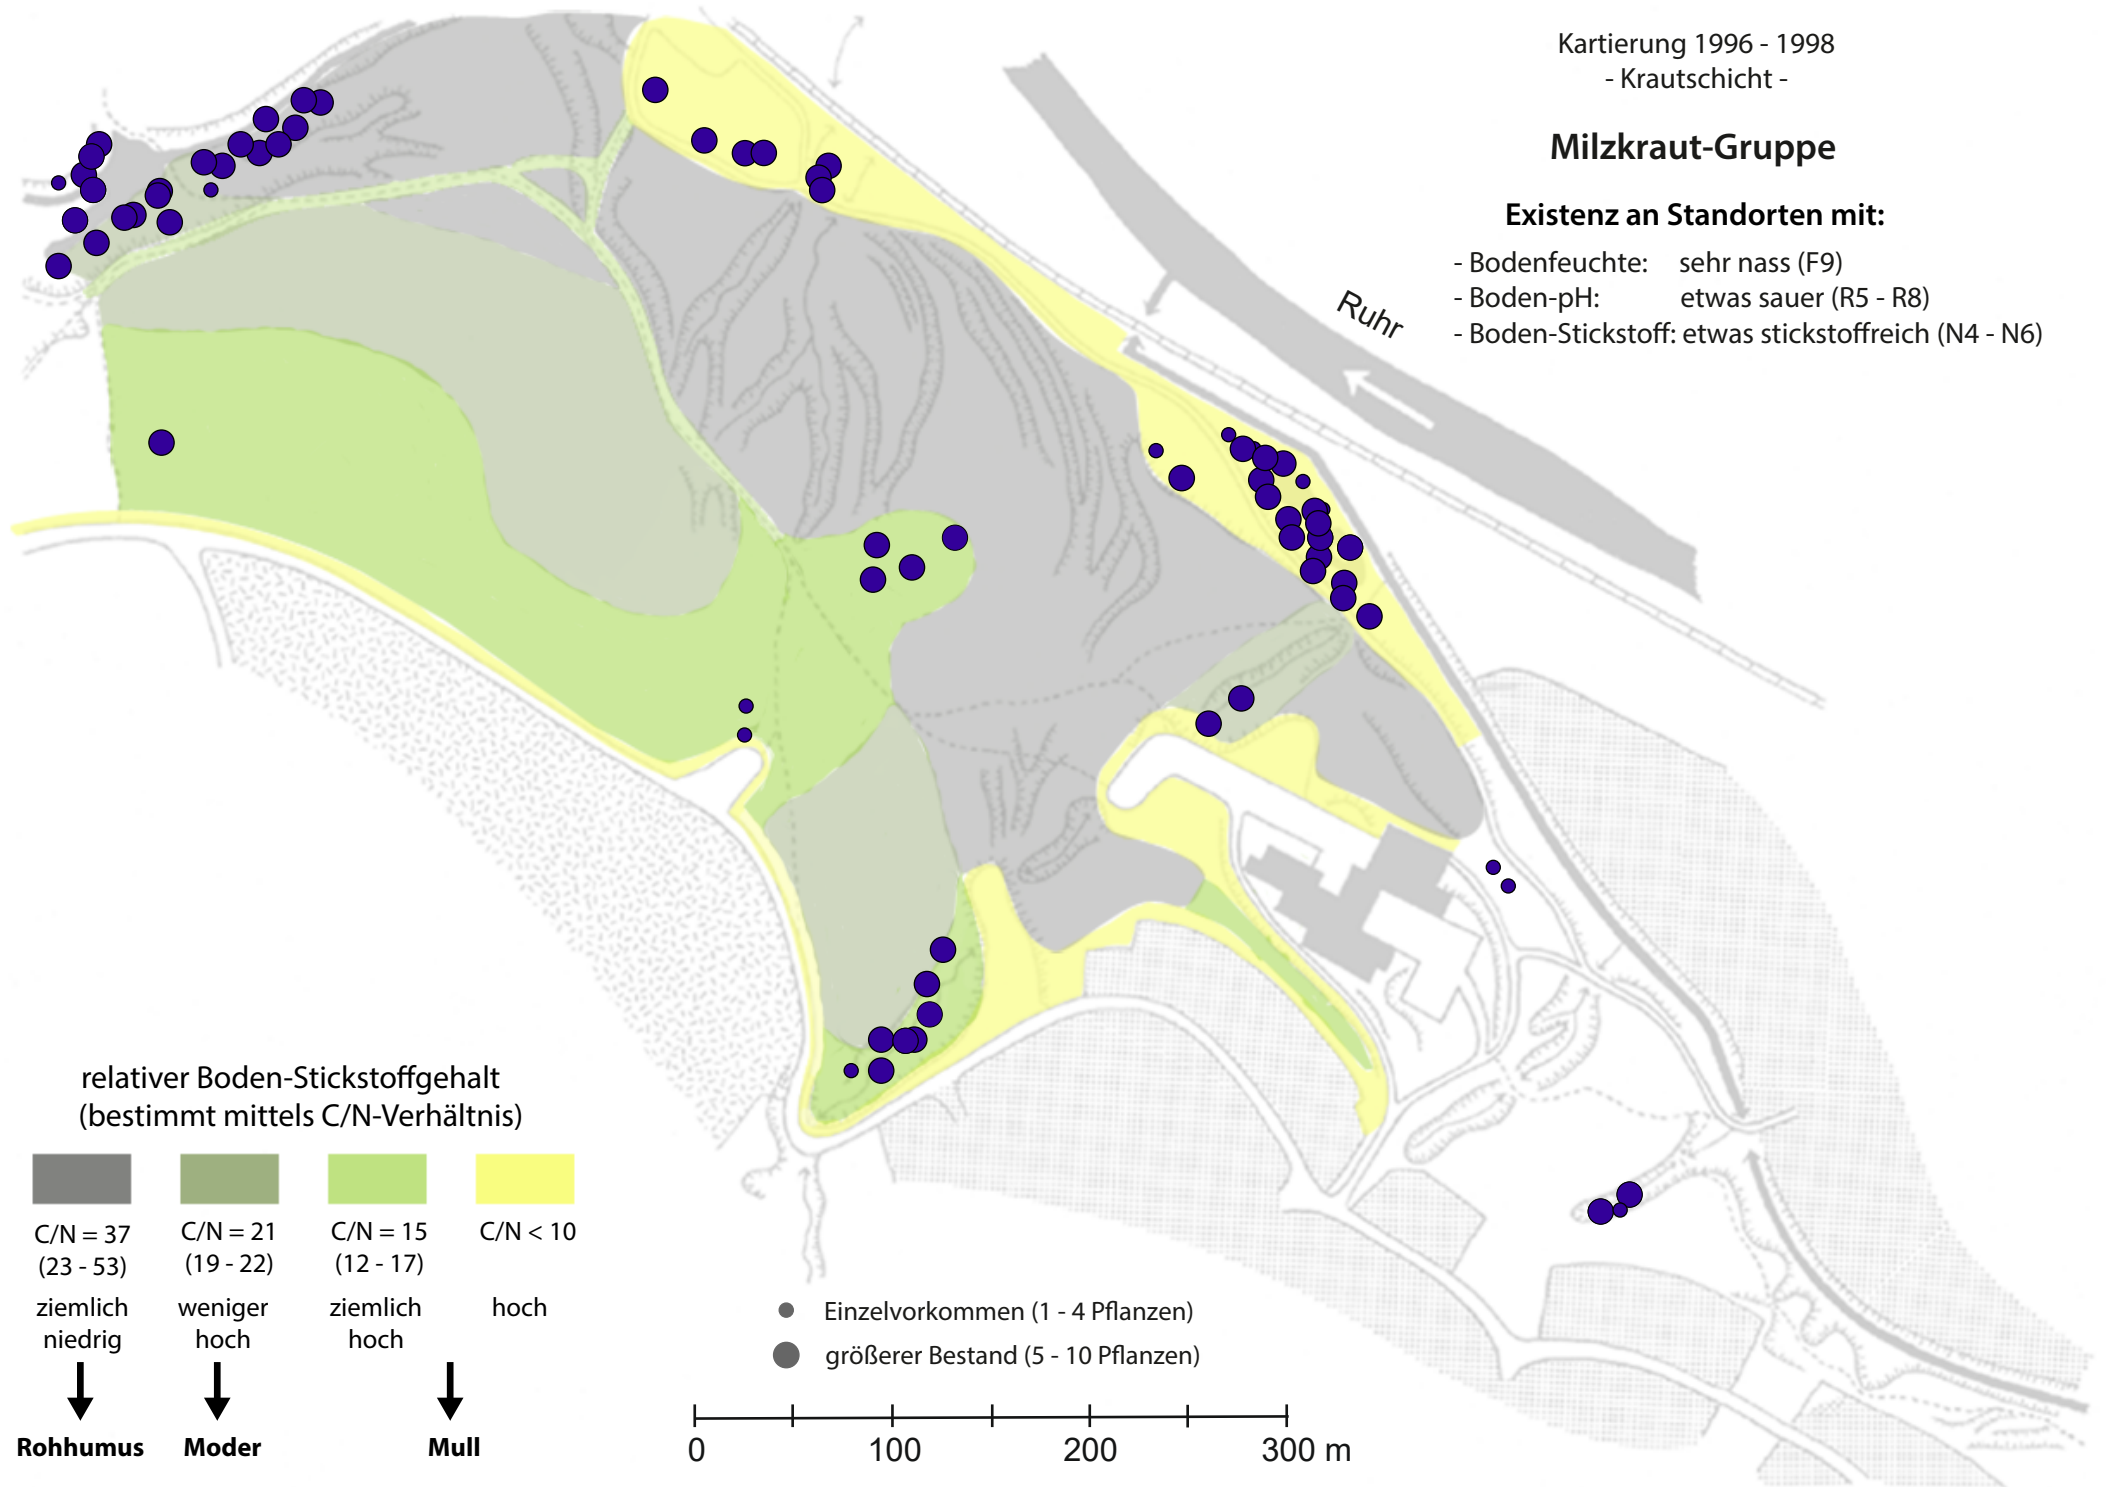 Kartierung 1996 - 1998
- Krautschicht -
Milzkraut-Gruppe
Existenz an Standorten mit:
- Bodenfeuchte: sehr nass (F9)
- Boden-pH: etwas sauer (R5 - R8)
- Boden-Stickstoff: etwas stickstoffreich (N4 - N6)
Ruhr
relativer Boden-Stickstoffgehalt
(bestimmt mittels C/N-Verhältnis)
C/N = 37 C/N = 21 C/N = 15 C/N < 10
(23 - 53) (19 - 22) (12 - 17)
ziemlich weniger ziemlich hoch
niedrig hoch hoch
Rohhumus Moder Mull
Einzelvorkommen (1 - 4 Pflanzen)
größerer Bestand (5 - 10 Pflanzen)
0 100 200 300 m